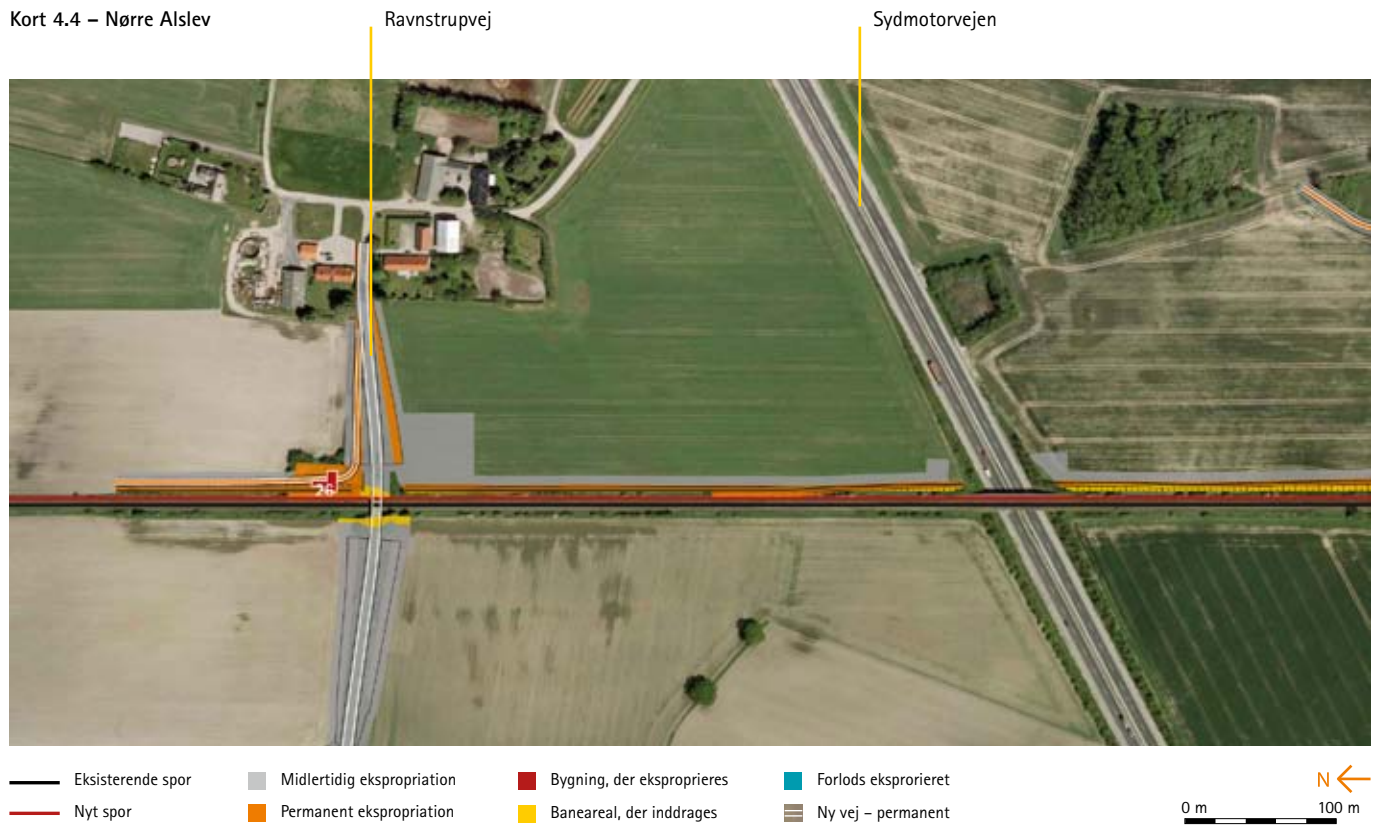 Kort 4.4 – Nørre Alslev
Ravnstrupvej
Sydmotorvejen
26
Eksisterende spor
Midlertidig ekspropriation
Bygning, der eksproprieres
Forlods eksprorieret
N
Nyt spor
Permanent ekspropriation
Baneareal, der inddrages
Ny vej – permanent
0 m 100 m